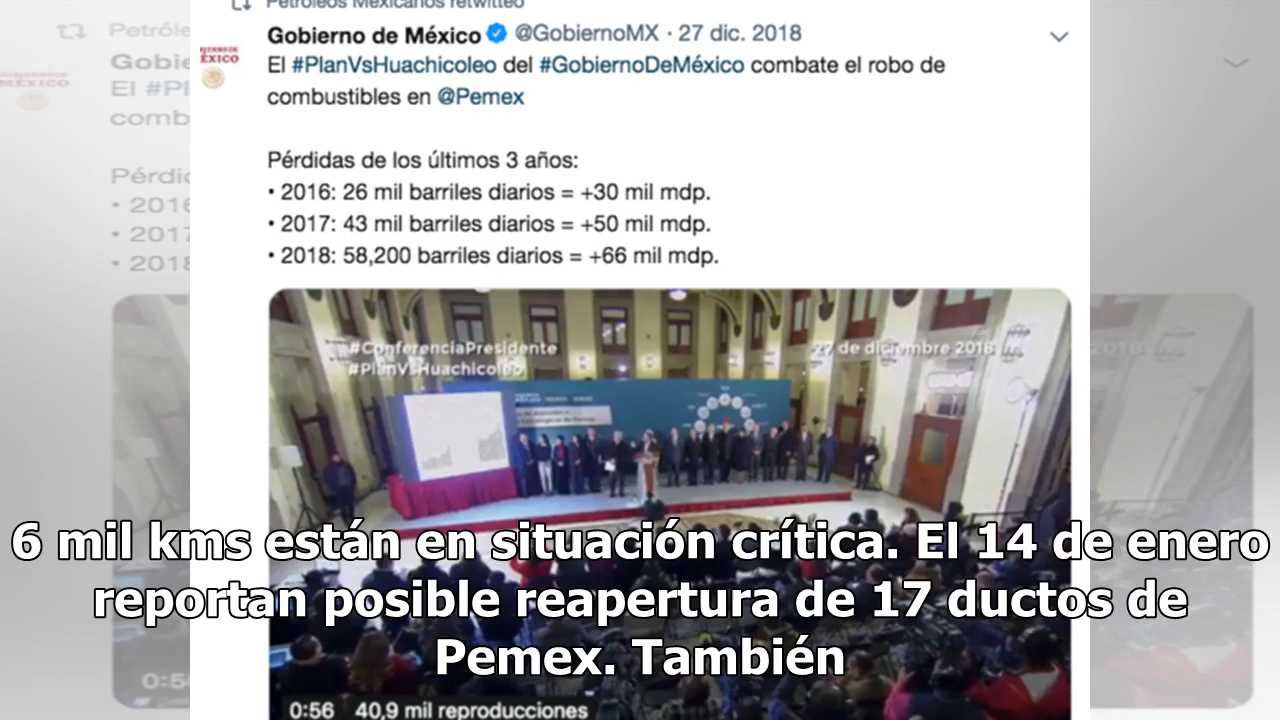 Petróleos Mexicanos retwitteó
Gobierno de México @GobiernoMX · 27 dic. 2018
El #PlanVsHuachicoleo del #GobiernoDeMéxico combate el robo de
combustibles en @Pemex
Pérdidas de los últimos 3 años:
• 2016: 26 mil barriles diarios = +30 mil mdp.
• 2017: 43 mil barriles diarios = +50 mil mdp.
• 2018: 58,200 barriles diarios = +66 mil mdp.
#ConferenciaPresidente
#PlanVsHuachicoleo
27 de diciembre 2018
6 mil kms están en situación crítica. El 14 de enero
reportan posible reapertura de 17 ductos de
Pemex. También
0:56 40,9 mil reproducciones